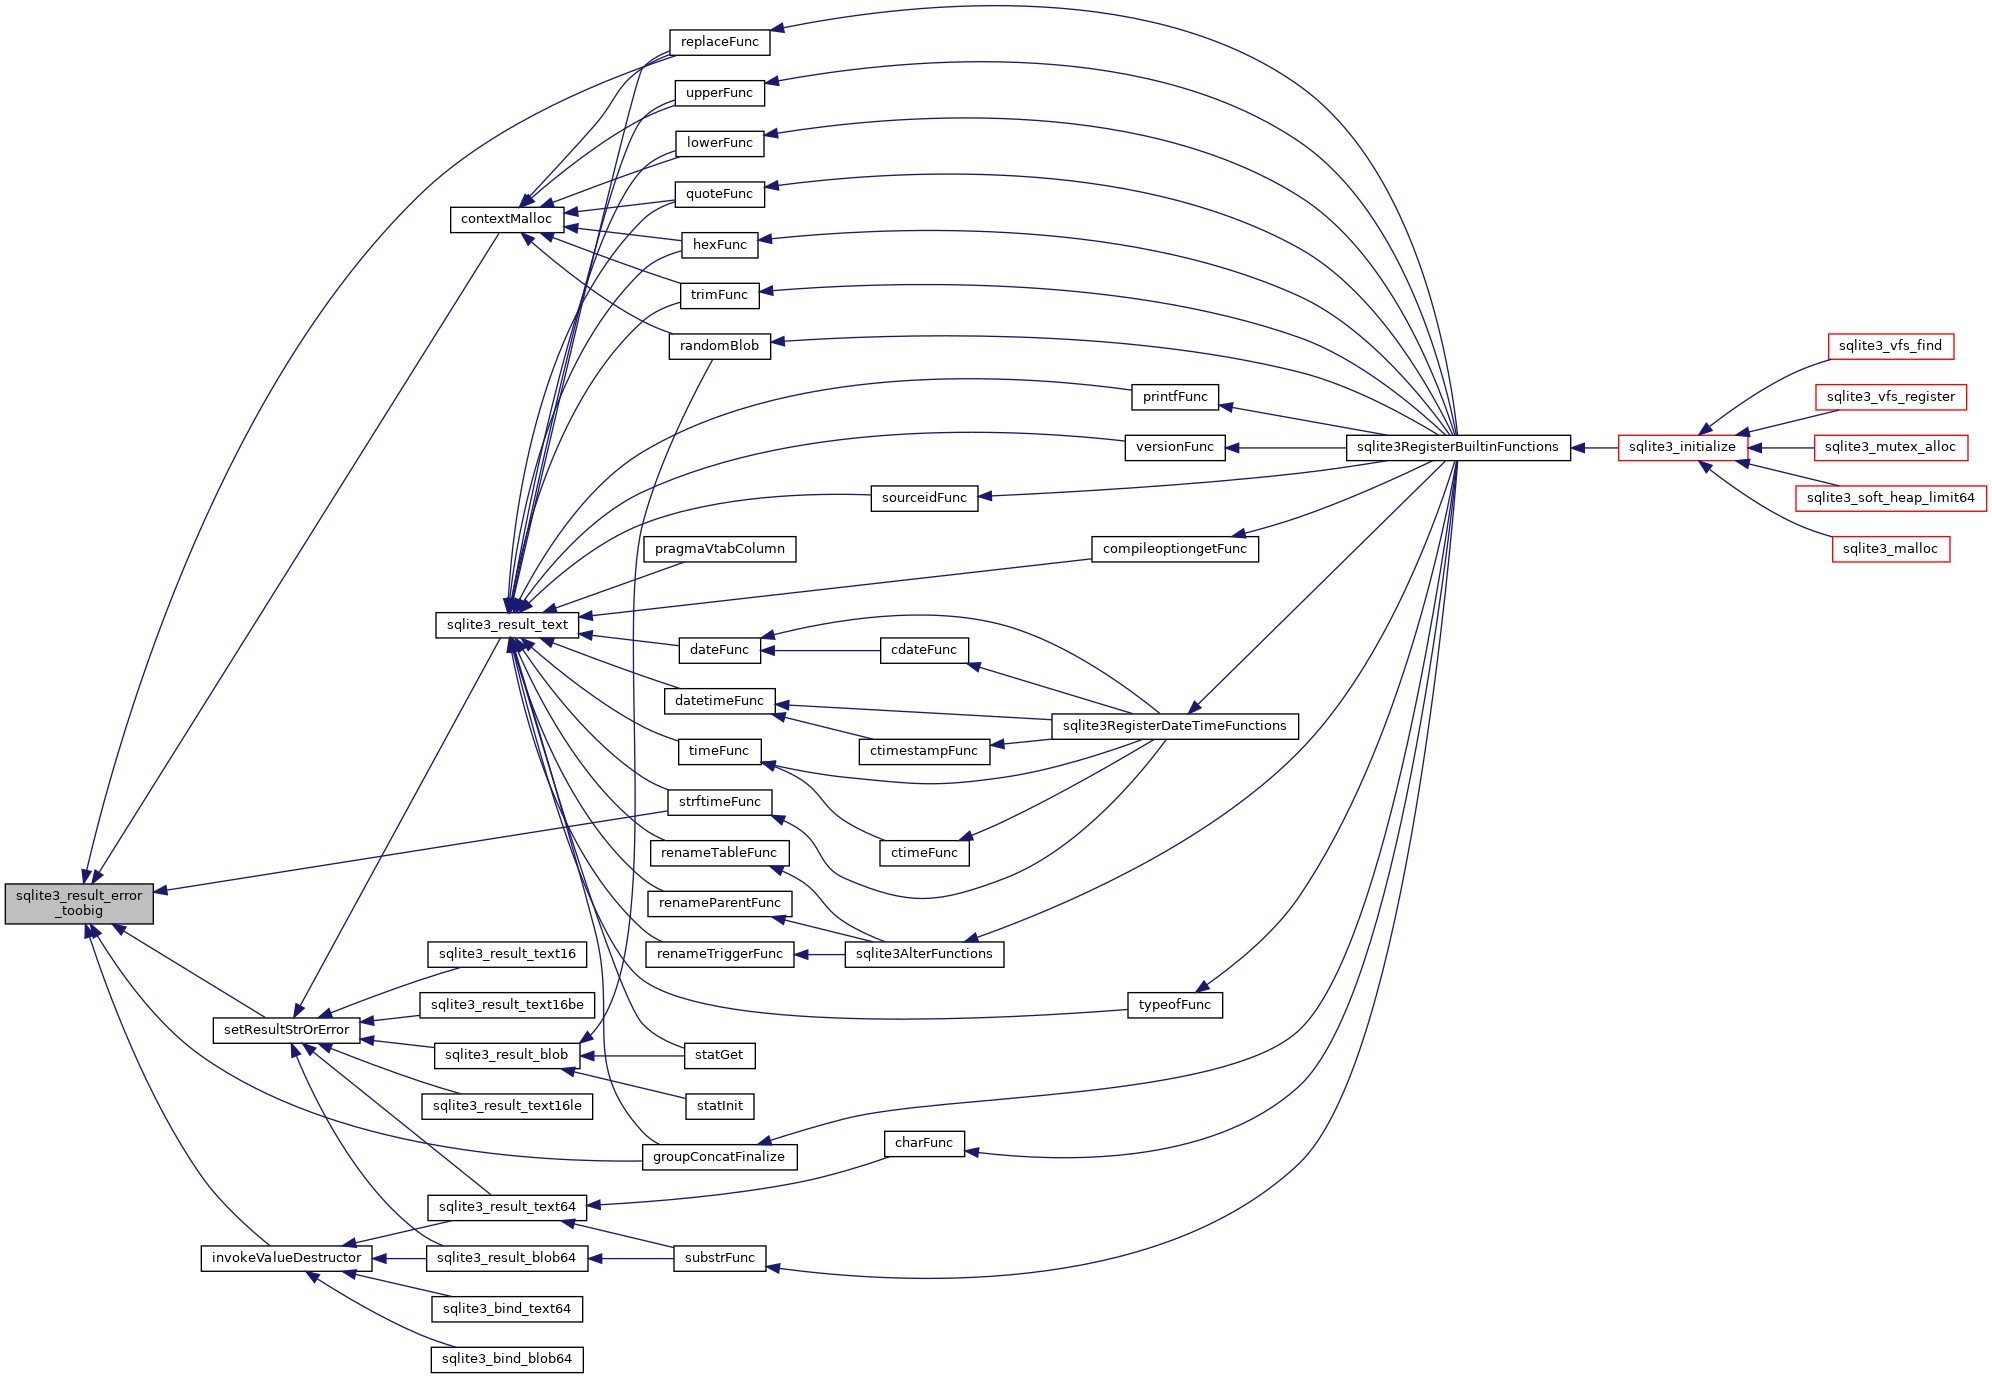 replaceFunc
upperFunc
lowerFunc
quoteFunc
contextMalloc
hexFunc
trimFunc
randomBlob
sqlite3_vfs_find
printfFunc
sqlite3_vfs_register
versionFunc
sqlite3RegisterBuiltinFunctions
sqlite3_initialize
sqlite3_mutex_alloc
sourceidFunc
sqlite3_soft_heap_limit64
pragmaVtabColumn
compileoptiongetFunc
sqlite3_malloc
sqlite3_result_text
dateFunc
cdateFunc
datetimeFunc
sqlite3RegisterDateTimeFunctions
timeFunc
ctimestampFunc
strftimeFunc
renameTableFunc
ctimeFunc
sqlite3_result_error
_toobig
renameParentFunc
sqlite3_result_text16
renameTriggerFunc
sqlite3AlterFunctions
sqlite3_result_text16be
typeofFunc
setResultStrOrError
sqlite3_result_blob
statGet
sqlite3_result_text16le
statInit
charFunc
groupConcatFinalize
sqlite3_result_text64
invokeValueDestructor
sqlite3_result_blob64
substrFunc
sqlite3_bind_text64
sqlite3_bind_blob64